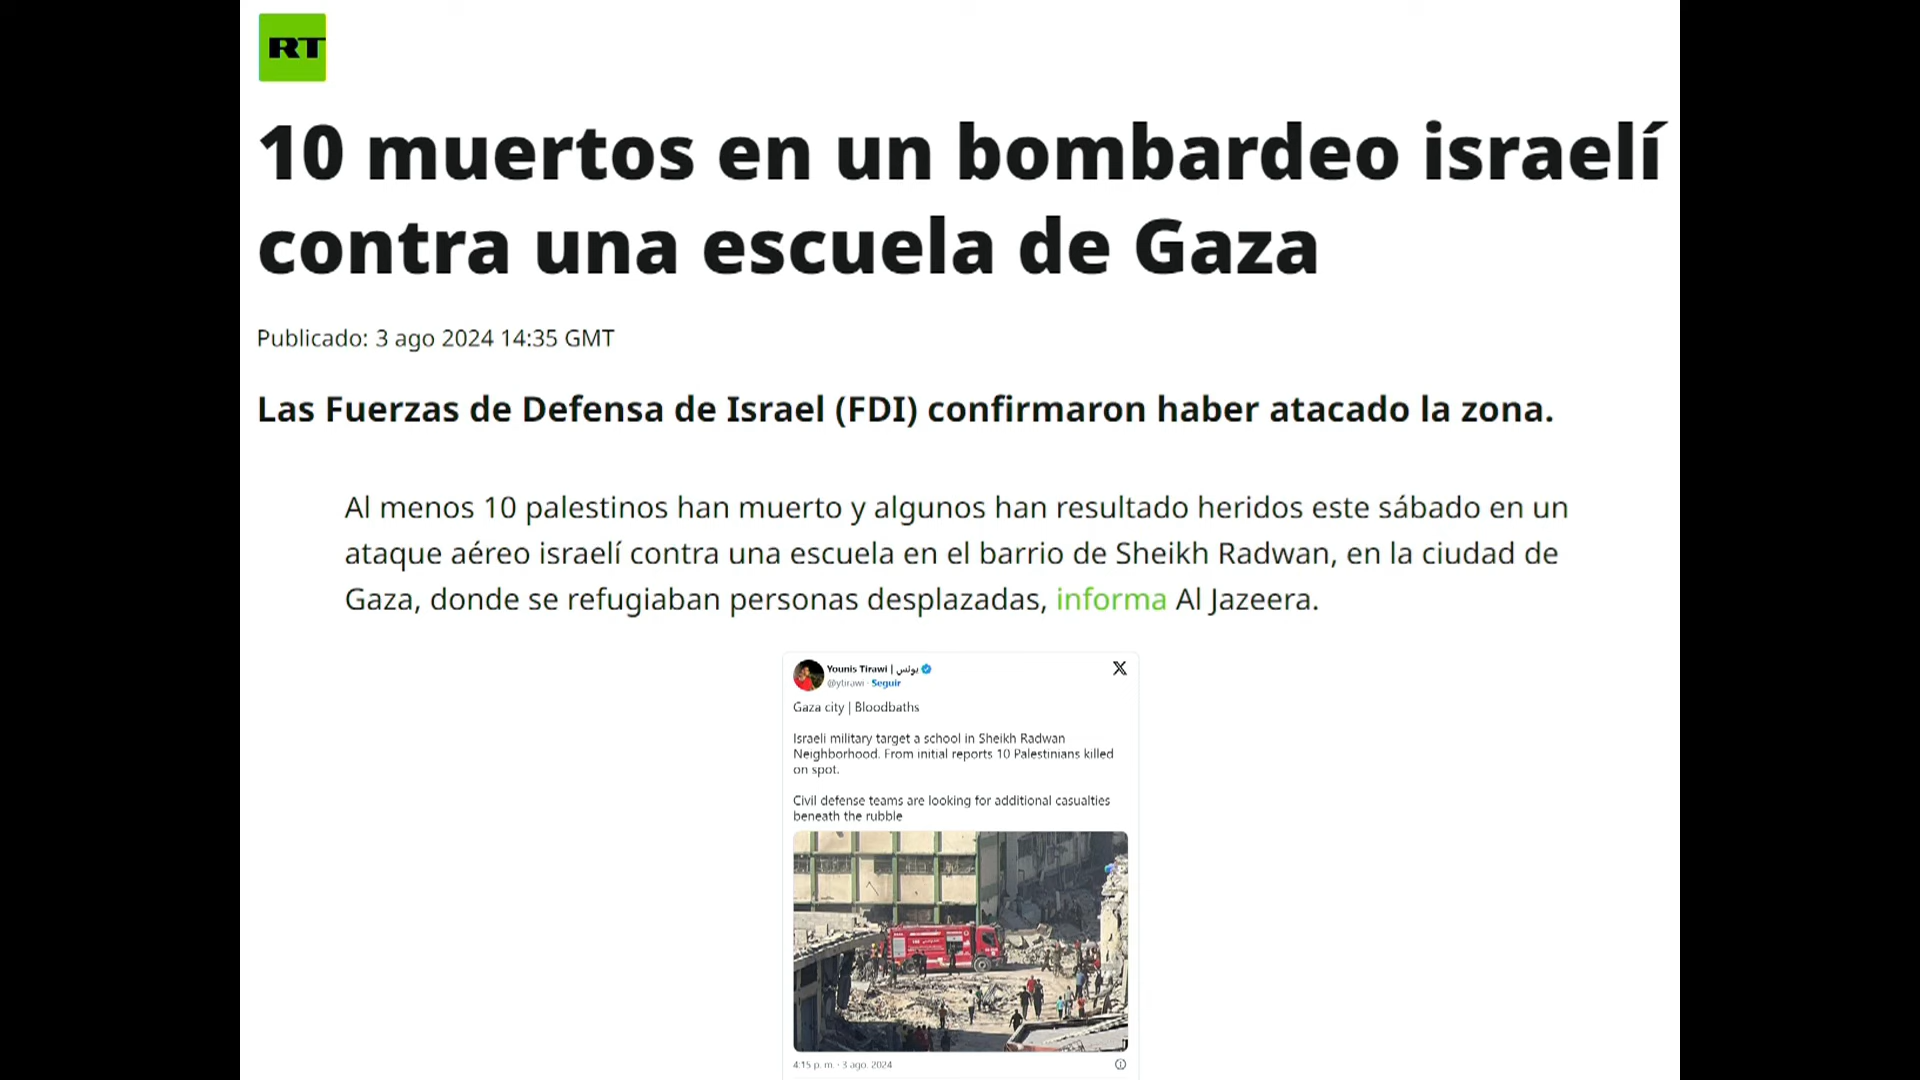 RT
10 muertos en un bombardeo israelí
contra una escuela de Gaza
Publicado: 3 ago 2024 14:35 GMT
Las Fuerzas de Defensa de Israel (FDI) confirmaron haber atacado la zona.
Al menos 10 palestinos han muerto y algunos han resultado heridos este sábado en un
ataque aéreo israelí contra una escuela en el barrio de Sheikh Radwan, en la ciudad de
Gaza, donde se refugiaban personas desplazadas, informa Al Jazeera.
Younis Tirawi | يونس
@ytirawi · Seguir
Gaza city | Bloodbaths
Israeli military target a school in Sheikh Radwan
Neighborhood. From initial reports 10 Palestinians killed
on spot.
Civil defense teams are looking for additional casualties
beneath the rubble
4:15 p. m. · 3 ago. 2024